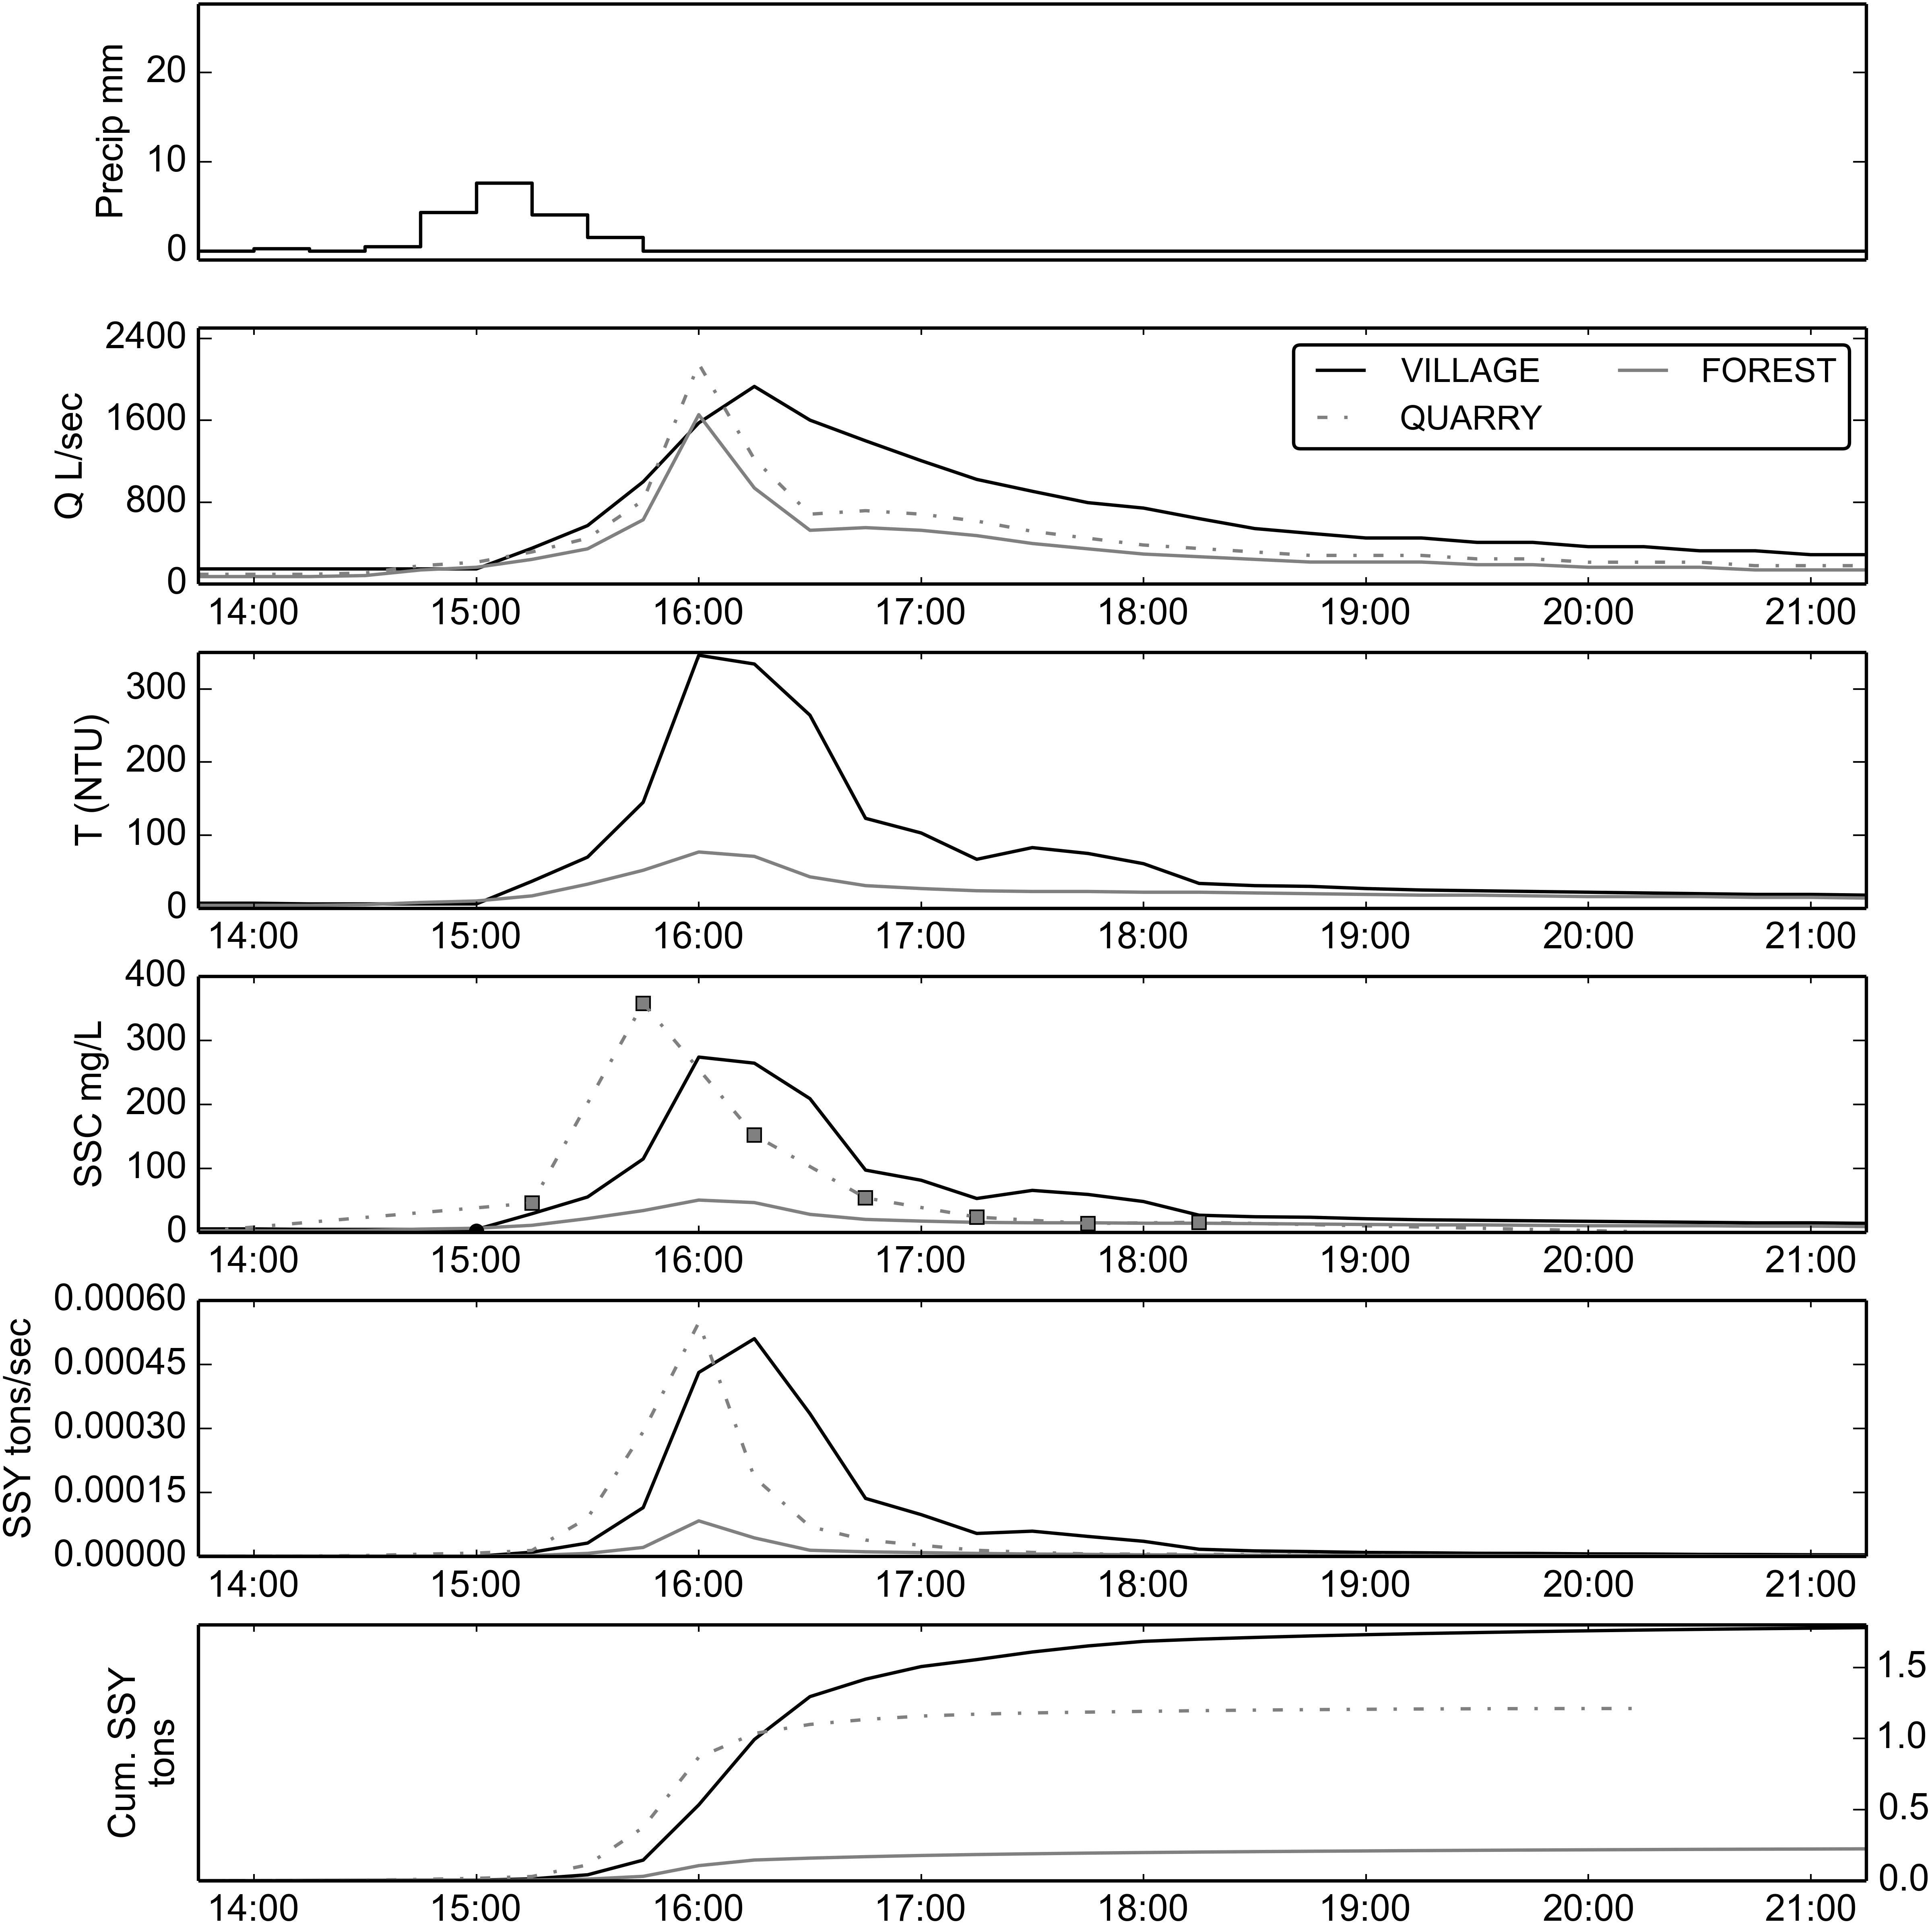 Precip mm
20
10
0
Q L/sec
2400
1600
800
0
VILLAGE FOREST
QUARRY
14:00 15:00 16:00 17:00 18:00 19:00 20:00 21:00
T (NTU)
300
200
100
0
14:00 15:00 16:00 17:00 18:00 19:00 20:00 21:00
SSC mg/L
400
300
200
100
0
14:00 15:00 16:00 17:00 18:00 19:00 20:00 21:00
SSY tons/sec
0.00060
0.00045
0.00030
0.00015
0.00000
14:00 15:00 16:00 17:00 18:00 19:00 20:00 21:00
Cum. SSY
tons
1.5
1.0
0.5
0.0
14:00 15:00 16:00 17:00 18:00 19:00 20:00 21:00